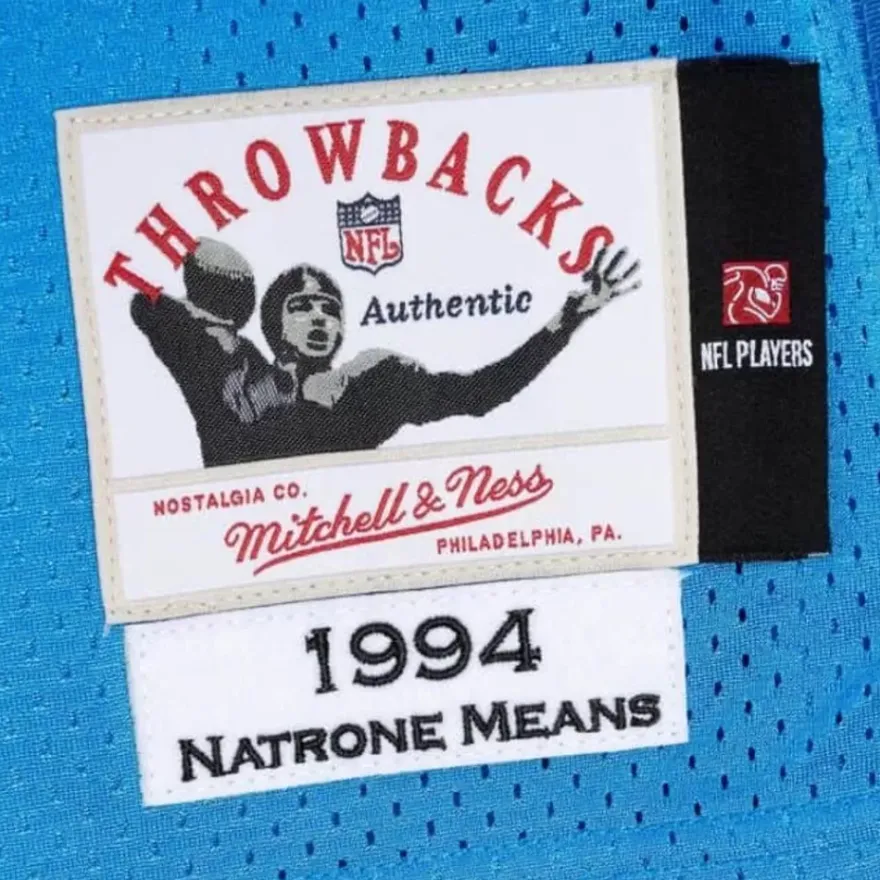 THROWBACKS
NFL
Authentic
NFL PLAYERS
NOSTALGIA CO.
Mitchell & Ness
PHILADELPHIA, PA.
1994
NATRONE MEANS